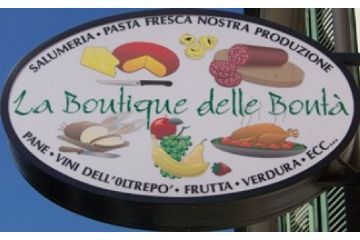 SALUMERIA • PASTA FRESCA NOSTRA PRODUZIONE
La Boutique delle Bontà
PANE • VINI DELL'OLTREPO' • FRUTTA • VERDURA • ECC...